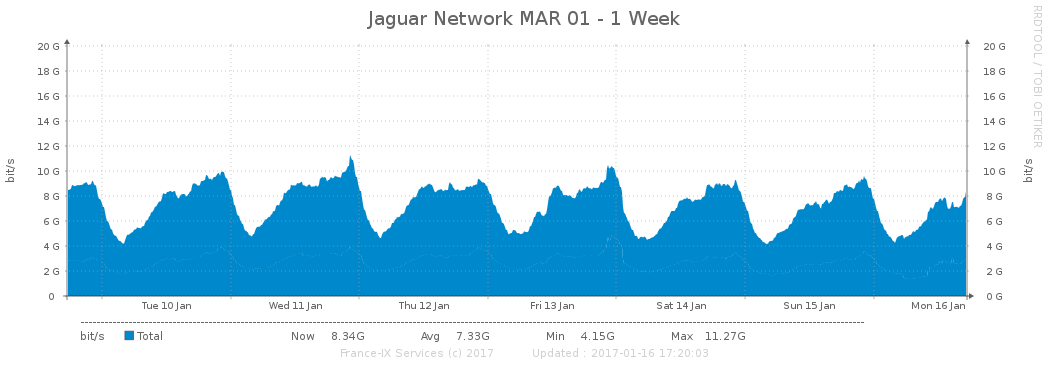 Jaguar Network MAR 01 - 1 Week
RRDTOOL / TOBI OETIKER
bit/s
20 G 20 G
18 G 18 G
16 G 16 G
14 G 14 G
12 G 12 G
10 G 10 G
8 G 8 G
6 G 6 G
4 G 4 G
2 G 2 G
0 0 G
bit/s
Tue 10 Jan Wed 11 Jan Thu 12 Jan Fri 13 Jan Sat 14 Jan Sun 15 Jan Mon 16 Jan
bit/s Total Now 8.34G Avg 7.33G Min 4.15G Max 11.27G
France-IX Services (c) 2017 Updated : 2017-01-16 17:20:03